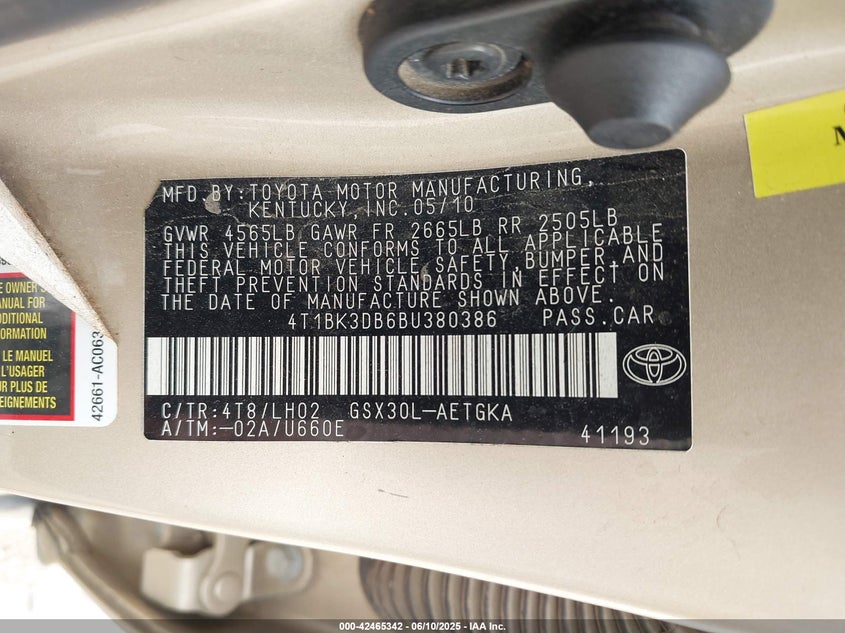 MFD. BY: TOYOTA MOTOR MANUFACTURING,
KENTUCKY, INC. 05/10
GVWR 4565LB GAWR FR 2665LB RR 2505LB
THIS VEHICLE CONFORMS TO ALL APPLICABLE
FEDERAL MOTOR VEHICLE SAFETY, BUMPER, AND
THEFT PREVENTION STANDARDS IN EFFECT ON
THE DATE OF MANUFACTURE SHOWN ABOVE.
4T1BK3DB6BU380386 PASS. CAR
C/TR: 4T8/LH02 GSX30L-AETGKA
A/TM: -02A/U660E 41193
OWNER'S
MANUAL FOR
LE MANUEL
L'USAGER
PLUS DE
42661-AC063
000-42465342 - 06/10/2025 - IAA Inc.